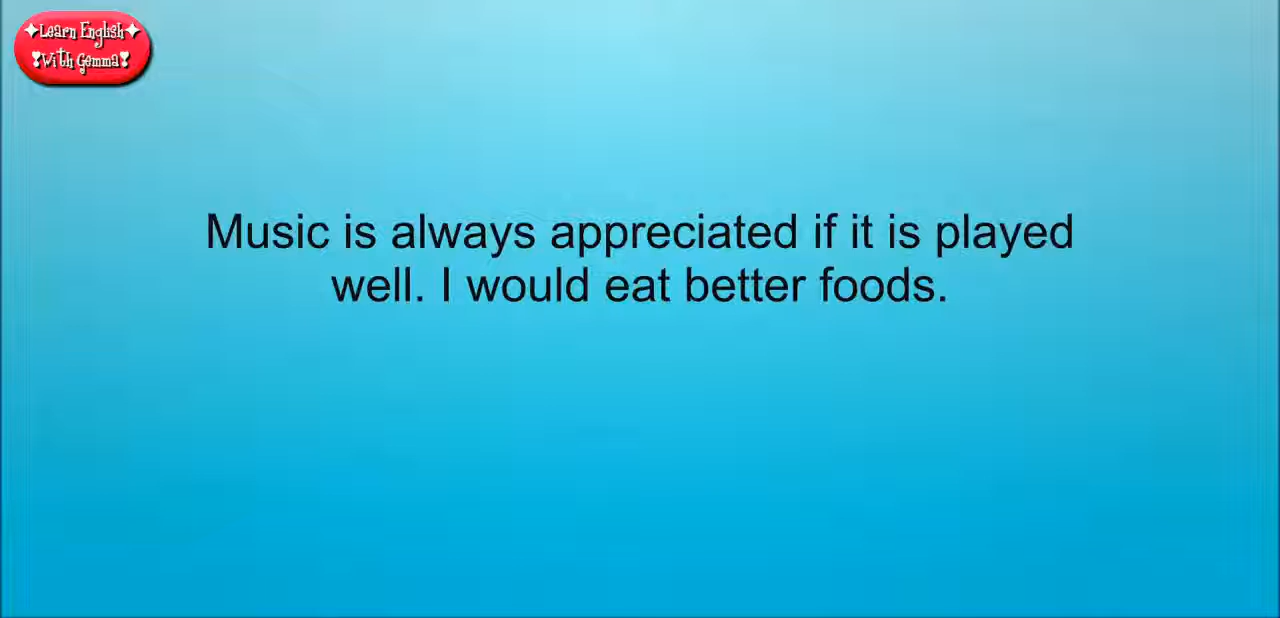 ✦Learn English✦
❣With Gemma❣
Music is always appreciated if it is played
well. I would eat better foods.